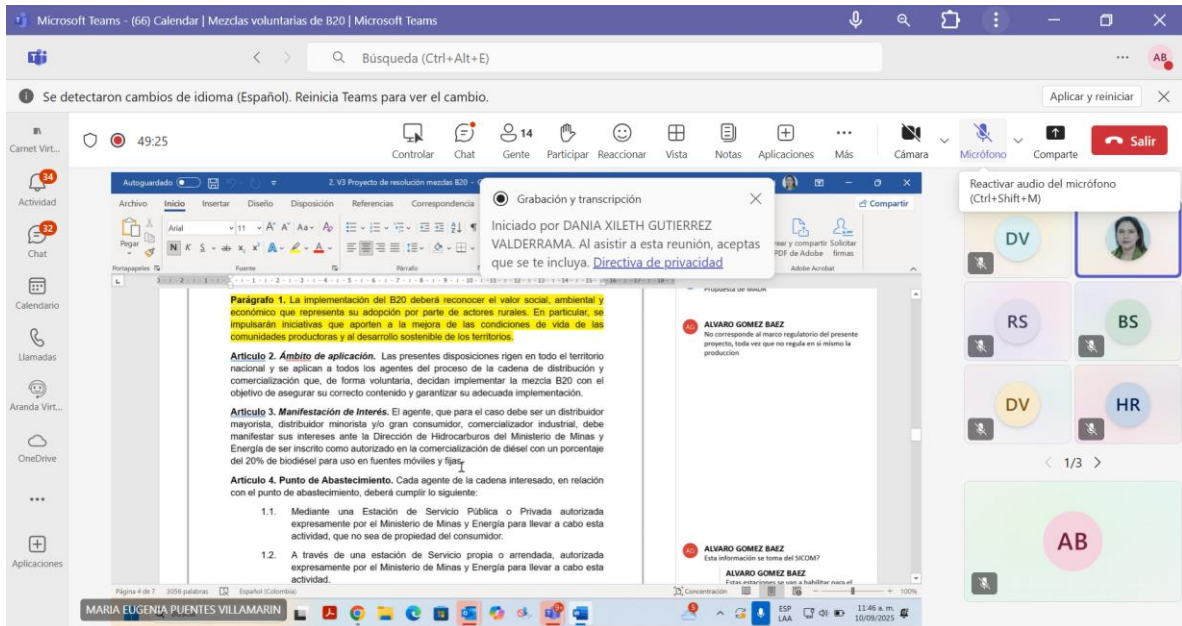 Microsoft Teams - (66) Calendar | Mezclas voluntarias de B20 | Microsoft Teams
Búsqueda (Ctrl+Alt+E)
AB
Se detectaron cambios de idioma (Español). Reinicia Teams para ver el cambio.
Aplicar y reiniciar
Carnet Virt...
34
Actividad
32
Chat
Calendario
Llamadas
Aranda Virt...
OneDrive
Aplicaciones
49:25
Controlar
Chat
14
Gente
Participar
Reaccionar
Vista
Notas
Aplicaciones
Más
Cámara
Micrófono
Comparte
Salir
Reactivar audio del micrófono
(Ctrl+Shift+M)
Autoguardado
2. V3 Proyecto de resolución mezclas B20 -
Archivo Inicio Insertar Diseño Disposición Referencias Correspondencia
Compartir
Pegar
Arial
11
N K S
Portapapeles
Fuente
Párrafo
Solicitar
PDF de Adobe firmas
Adobe Acrobat
Grabación y transcripción
Iniciado por DANIA XILETH GUTIERREZ
VALDERRAMA. Al asistir a esta reunión, aceptas
que se te incluya. Directiva de privacidad
Parágrafo 1. La implementación del B20 deberá reconocer el valor social, ambiental y
económico que representa su adopción por parte de actores rurales. En particular, se
impulsarán iniciativas que aporten a la mejora de las condiciones de vida de las
comunidades productoras y al desarrollo sostenible de los territorios.
Articulo 2. Ámbito de aplicación. Las presentes disposiciones rigen en todo el territorio
nacional y se aplican a todos los agentes del proceso de la cadena de distribución y
comercialización que, de forma voluntaria, decidan implementar la mezcla B20 con el
objetivo de asegurar su correcto contenido y garantizar su adecuada implementación.
Articulo 3. Manifestación de Interés. El agente, que para el caso debe ser un distribuidor
mayorista, distribuidor minorista y/o gran consumidor, comercializador industrial, debe
manifestar sus intereses ante la Dirección de Hidrocarburos del Ministerio de Minas y
Energía de ser inscrito como autorizado en la comercialización de diésel con un porcentaje
del 20% de biodiésel para uso en fuentes móviles y fijas.
Articulo 4. Punto de Abastecimiento. Cada agente de la cadena interesado, en relación
con el punto de abastecimiento, deberá cumplir lo siguiente:
1.1. Mediante una Estación de Servicio Pública o Privada autorizada
expresamente por el Ministerio de Minas y Energía para llevar a cabo esta
actividad, que no sea de propiedad del consumidor.
1.2. A través de una estación de Servicio propia o arrendada, autorizada
expresamente por el Ministerio de Minas y Energía para llevar a cabo esta
actividad.
AG
ALVARO GOMEZ BAEZ
No corresponde al marco regulatorio del presente
proyecto, toda vez que no regula en si mismo la
produccion
AG
ALVARO GOMEZ BAEZ
Esta información se toma del SICOM?
ALVARO GOMEZ BAEZ
Estas estaciones se van a habilitar para el
Página 4 de 7
3056 palabras
Español (Colombia)
Concentración
100%
MARIA EUGENIA PUENTES VILLAMARIN
ESP
LAA
11:46 a. m.
10/09/2025
DV
RS
BS
DV
HR
1/3
AB